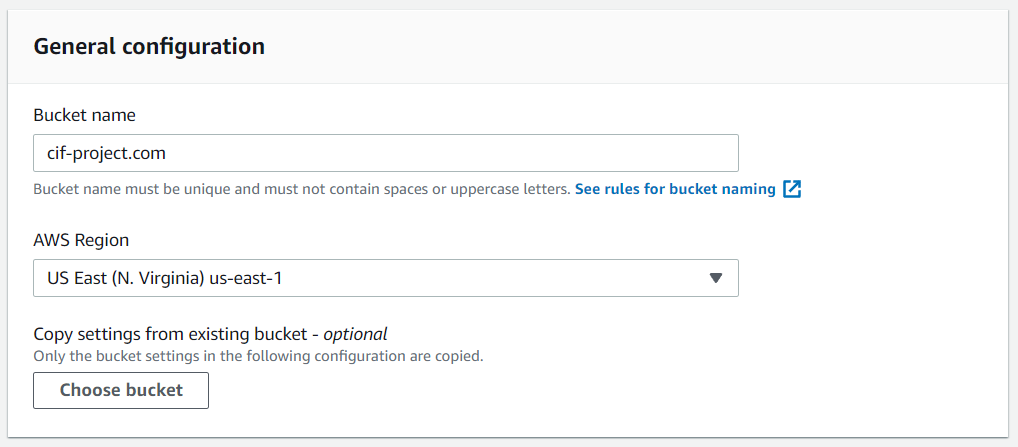 General configuration
Bucket name
cif-project.com
Bucket name must be unique and must not contain spaces or uppercase letters. See rules for bucket naming
AWS Region
US East (N. Virginia) us-east-1
Copy settings from existing bucket - optional
Only the bucket settings in the following configuration are copied.
Choose bucket